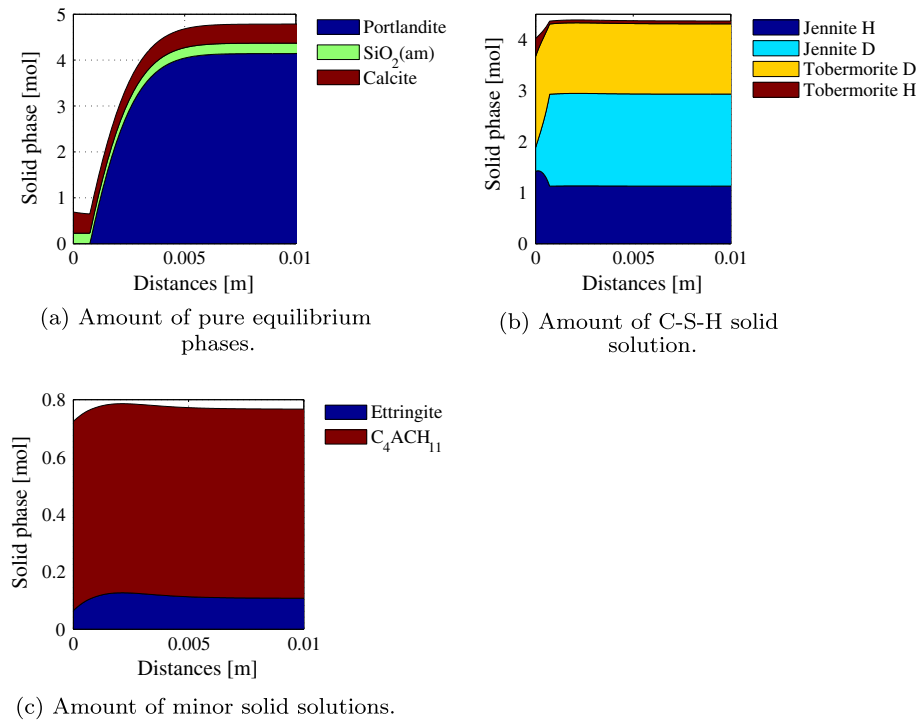 5
4
3
2
1
0
Solid phase [mol]
0
0.005
0.01
Distances [m]
Portlandite
SiO2(am)
Calcite
(a) Amount of pure equilibrium
phases.
4
3
2
1
0
Solid phase [mol]
0
0.005
0.01
Distances [m]
Jennite H
Jennite D
Tobermorite D
Tobermorite H
(b) Amount of C-S-H solid
solution.
0.8
0.6
0.4
0.2
0
Solid phase [mol]
0
0.005
0.01
Distances [m]
Ettringite
C4ACH11
(c) Amount of minor solid solutions.